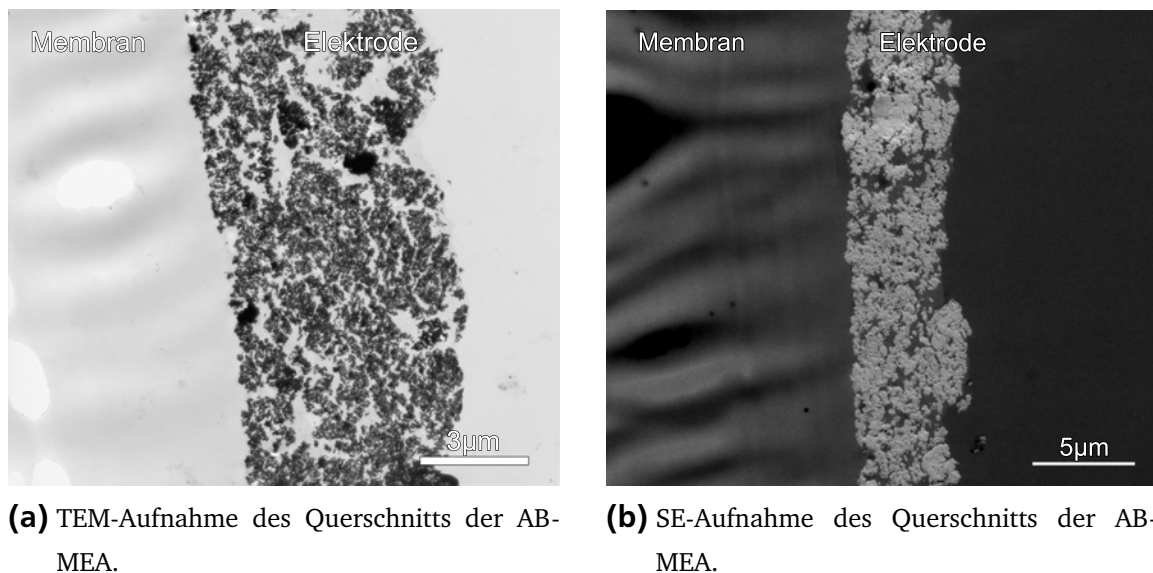 Membran Elektrode
3µm
Membran Elektrode
5µm
(a) TEM-Aufnahme des Querschnitts der AB-
MEA.
(b) SE-Aufnahme des Querschnitts der AB-
MEA.